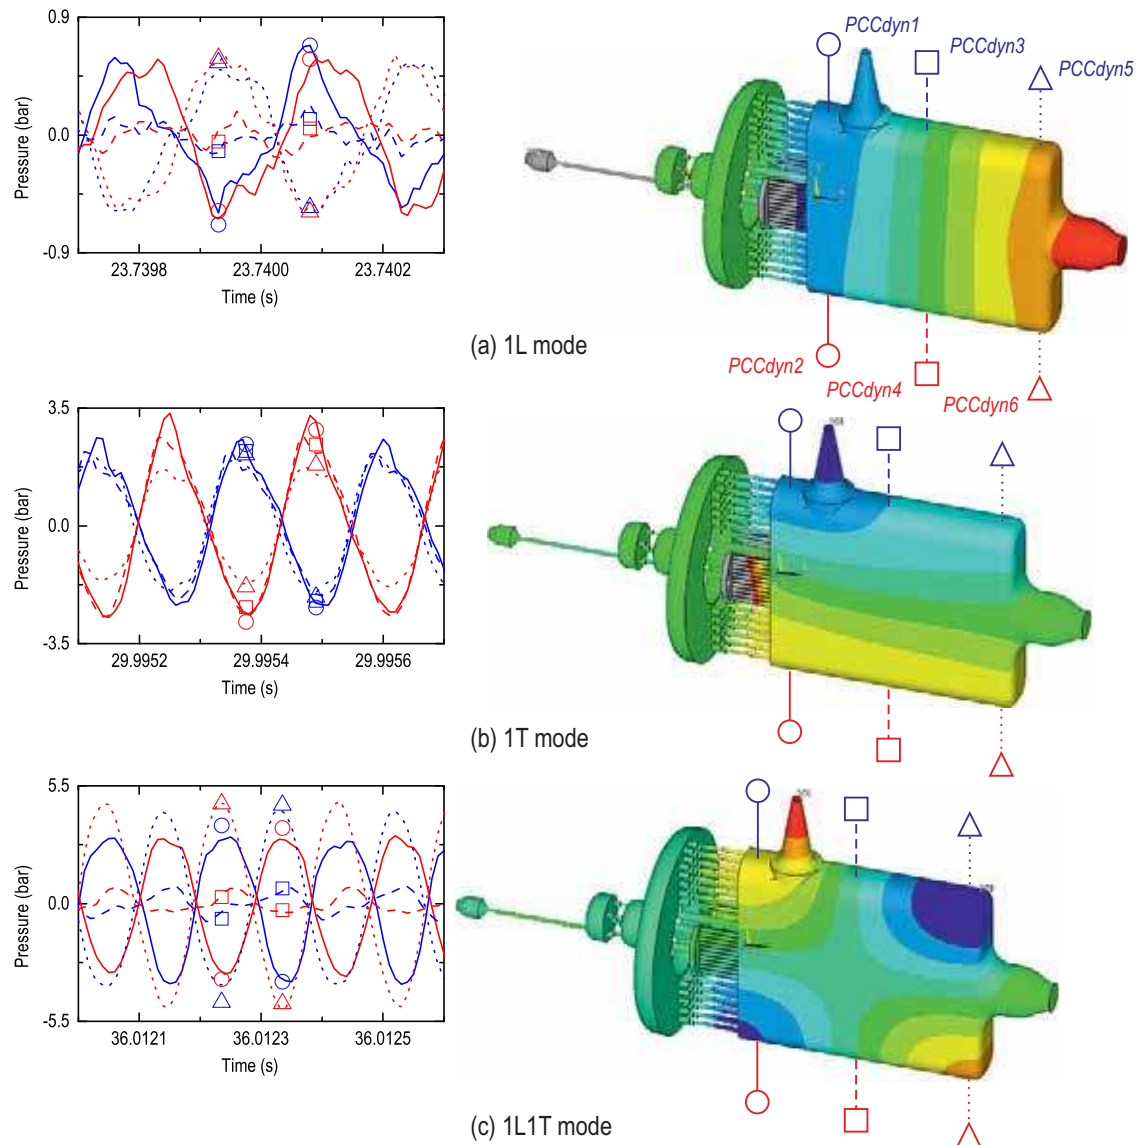 0.9
0.0
-0.9
Pressure (bar)
23.7398
23.7400
23.7402
Time (s)
PCCdyn1
PCCdyn3
PCCdyn5
(a) 1L mode
PCCdyn2
PCCdyn4
PCCdyn6
3.5
0.0
-3.5
Pressure (bar)
29.9952
29.9954
29.9956
Time (s)
(b) 1T mode
5.5
0.0
-5.5
Pressure (bar)
36.0121
36.0123
36.0125
Time (s)
(c) 1L1T mode